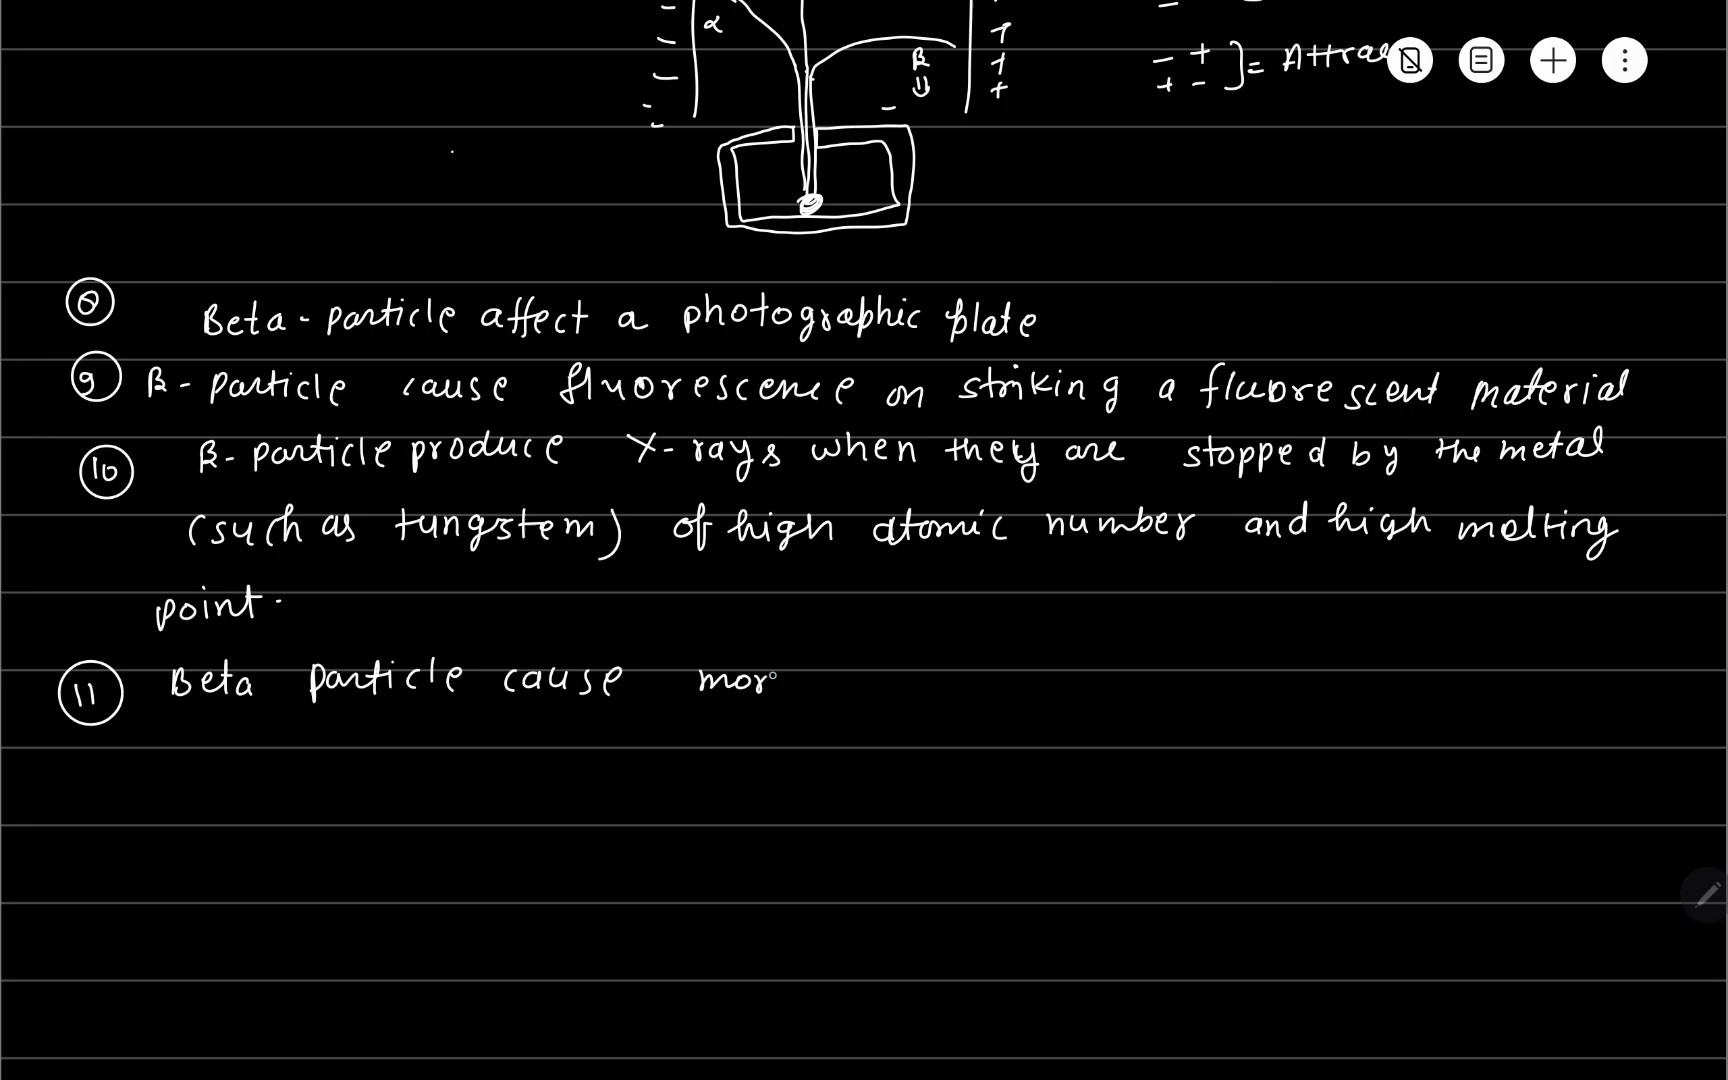 α
β
- + ] = Attrac
+ -
8 Beta - particle affect a photographic plate
9 β - particle cause fluorescence on striking a fluorescent material
10 β - particle produce X-rays when they are stopped by the metal
(such as tungstem) of high atomic number and high melting
point.
11 Beta particle cause mor